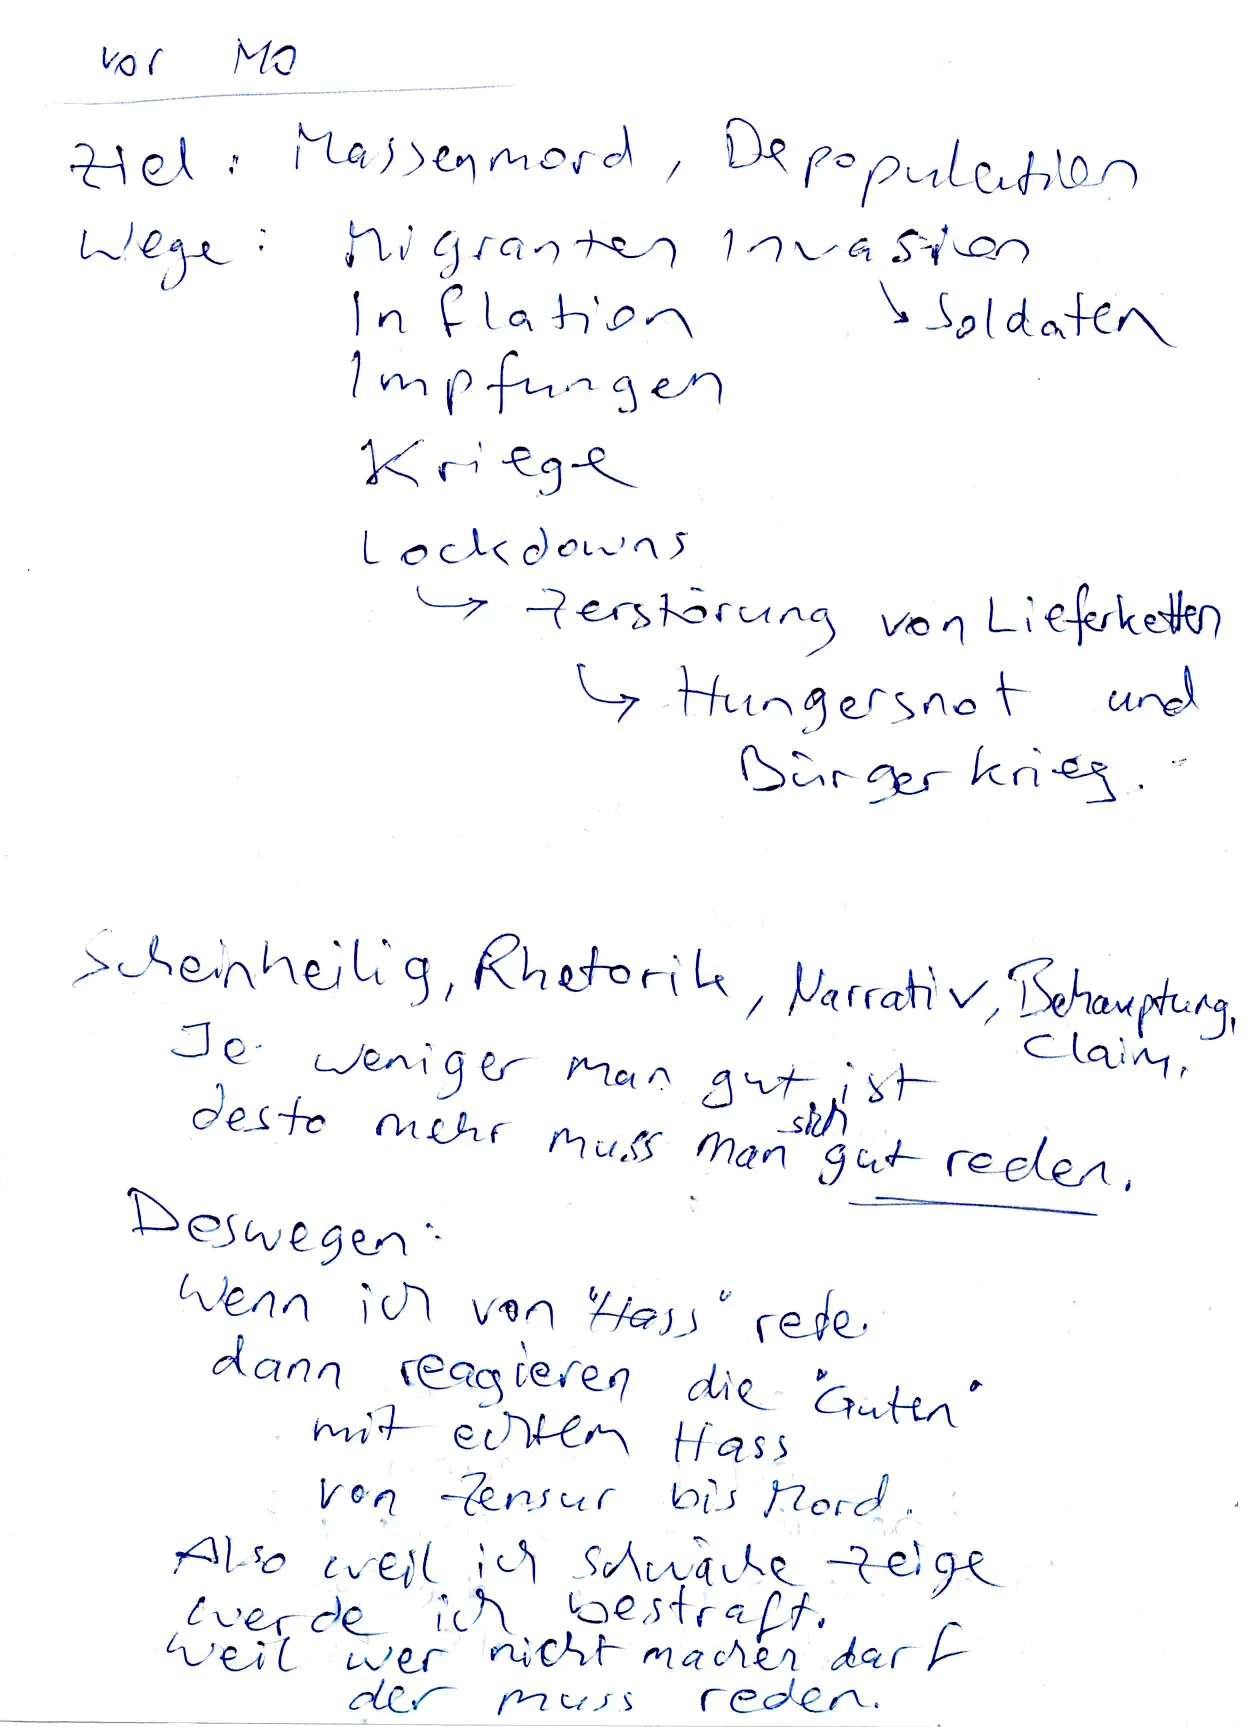 vor MO
Ziel: Massenmord, Depopulation
Wege: Migranten Invasion
Inflation ↳ Soldaten
Impfungen
Kriege
Lockdowns
↳ Zerstörung von Lieferketten
↳ Hungersnot und
Bürgerkrieg.
Scheinheilig, Rhetorik, Narrativ, Behauptung,
Claim,
Je weniger man gut ist
desto mehr muss man sich gut reden.
Deswegen:
Wenn ich von "Hass" rede
dann reagieren die "Guten"
mit echtem Hass
von Zensur bis Mord.
Also weil ich schwäche zeige
werde ich bestraft.
weil wer nicht machen darf
der muss reden.